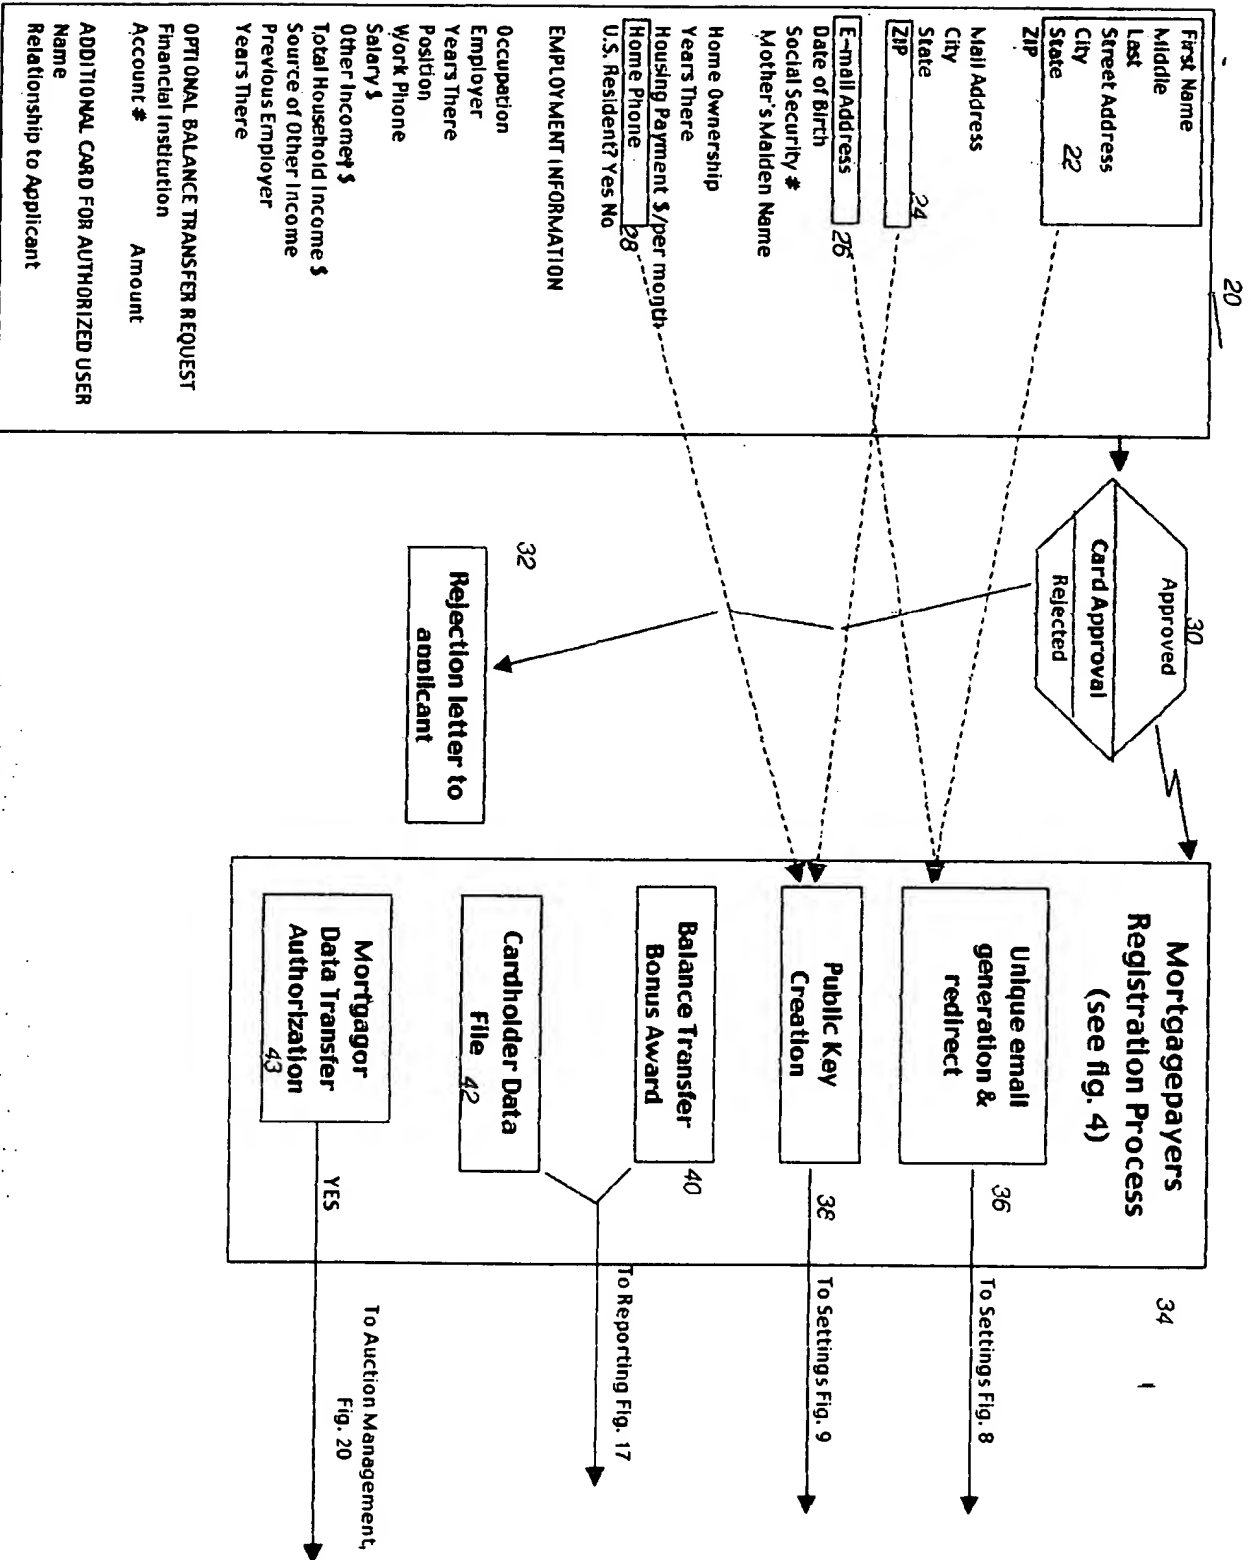 20
First Name
Middle
Last
Street Address
City 22
State
ZIP
Mail Address
City
State 24
ZIP
E-mail Address 26
Date of Birth
Social Security #
Mother's Maiden Name
Home Ownership
Years There
Housing Payment $/per month
Home Phone 28
U.S. Resident? Yes No
EMPLOYMENT INFORMATION
Occupation
Employer
Years There
Position
Work Phone
Salary $
Other Income $
Total Household Income $
Source of Other Income
Previous Employer
Years There
OPTIONAL BALANCE TRANSFER REQUEST
Financial Institution
Account # Amount
ADDITIONAL CARD FOR AUTHORIZED USER
Name
Relationship to Applicant
30
Approved
Card Approval
Rejected
32
Rejection letter to
applicant
34
Mortgagepayers
Registration Process
(see fig. 4)
Unique email
generation &
redirect
36
To Settings Fig. 8
Public Key
Creation
38
To Settings Fig. 9
Balance Transfer
Bonus Award
40
Cardholder Data
File 42
To Reporting Fig. 17
Mortgagor
Data Transfer
Authorization
43
YES
To Auction Management,
Fig. 20